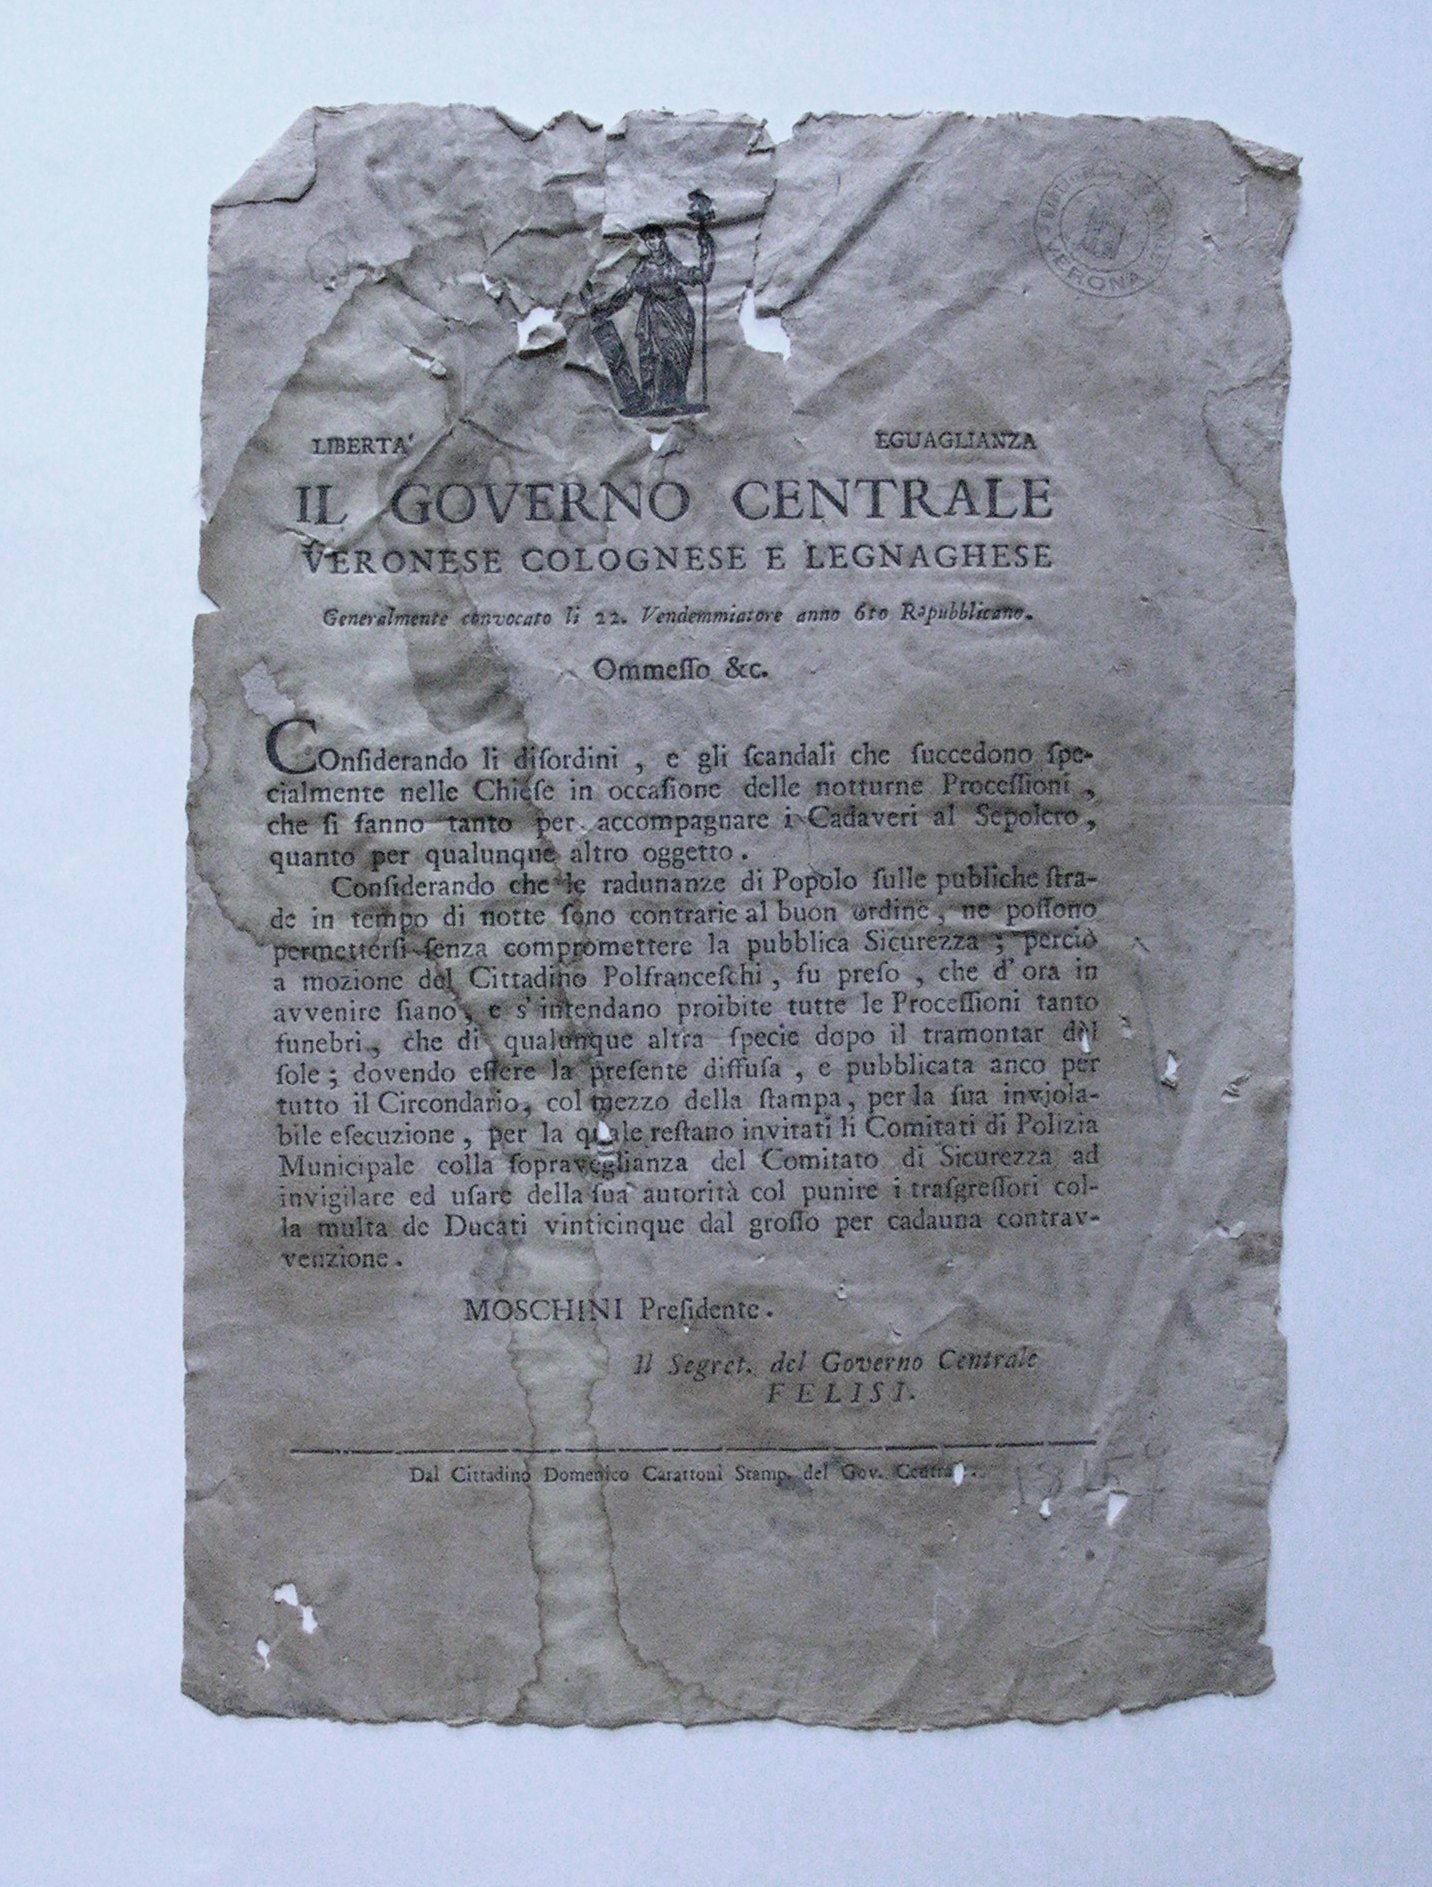 VERONA
LIBERTA' EGUAGLIANZA
IL GOVERNO CENTRALE
VERONESE COLOGNESE E LEGNAGHESE
Generalmente convocato li 22. Vendemmiatore anno 6to Repubblicano.
Ommeſſo &c.
COnſiderando li diſordini , e gli ſcandali che ſuccedono ſpe-
cialmente nelle Chieſe in occaſione delle notturne Proceſſioni ,
che ſi fanno tanto per accompagnare i Cadaveri al Sepolcro ,
quanto per qualunque altro oggetto .
Conſiderando che le radunanze di Popolo ſulle publiche ſtra-
de in tempo di notte ſono contrarie al buon ordine , ne poſſono
permetterſi ſenza compromettere la pubblica Sicurezza ; perciò
a mozione del Cittadino Polfranceſchi , fu preſo , che d' ora in
avvenire ſiano , e s' intendano proibite tutte le Proceſſioni tanto
funebri , che di qualunque altra ſpecie dopo il tramontar del
ſole ; dovendo eſſere la preſente diffuſa , e pubblicata anco per
tutto il Circondario , col mezzo della ſtampa , per la ſua inviola-
bile eſecuzione , per la quale reſtano invitati li Comitati di Polizia
Municipale colla ſopraveglianza del Comitato di Sicurezza ad
invigilare ed uſare della ſua autorità col punire i traſgreſſori col-
la multa de Ducati vinticinque dal groſſo per cadauna contrav-
venzione .
MOSCHINI Preſidente .
Il Segret. del Governo Centrale
FELISI.
Dal Cittadino Domenico Carattoni Stamp. del Gov.